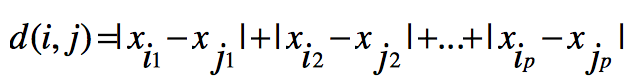 d(i, j)=|x_{i1} − x_{j1}|+|x_{i2} − x_{j2}|+...+|x_{ip} − x_{jp}|